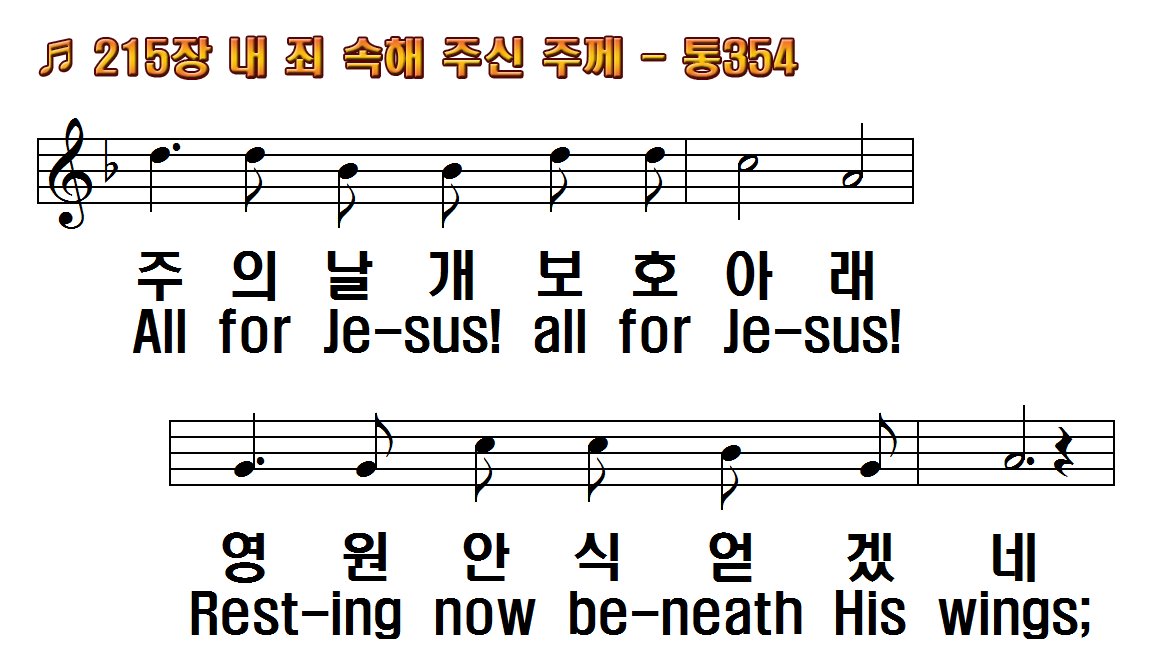 ♬ 215장 내 죄 속해 주신 주께 - 통354
주 의 날 개 보 호 아 래
All for Je-sus! all for Je-sus!
영 원 안 식 얻 겠 네
Rest-ing now be-neath His wings;